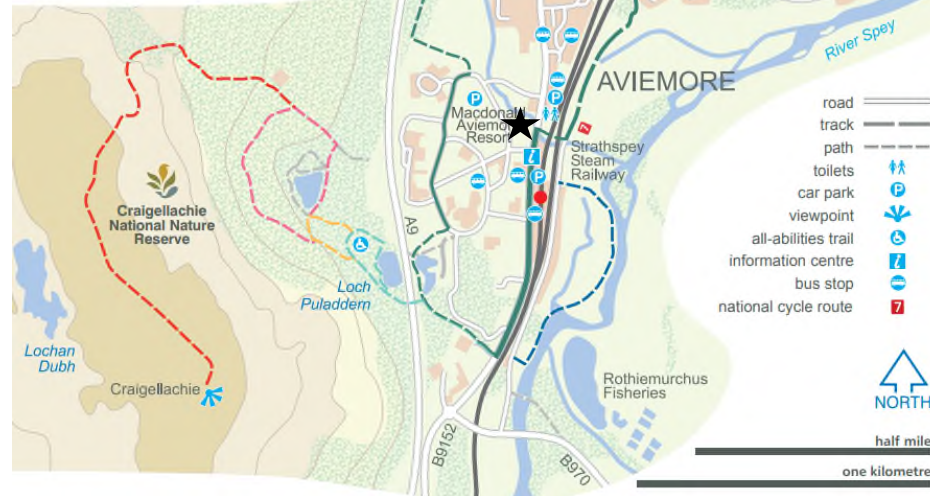 River Spey
AVIEMORE
Macdonald
Aviemore
Resort
7
Strathspey
Steam
Railway
P
P
P
i
A9
Craigellachie
National Nature
Reserve
Loch
Puladdern
Lochan
Dubh
Craigellachie
Rothiemurchus
Fisheries
B9152
B970
road
track
path
toilets
car park P
viewpoint
all-abilities trail
information centre i
bus stop
national cycle route 7
NORTH
half mile
one kilometre